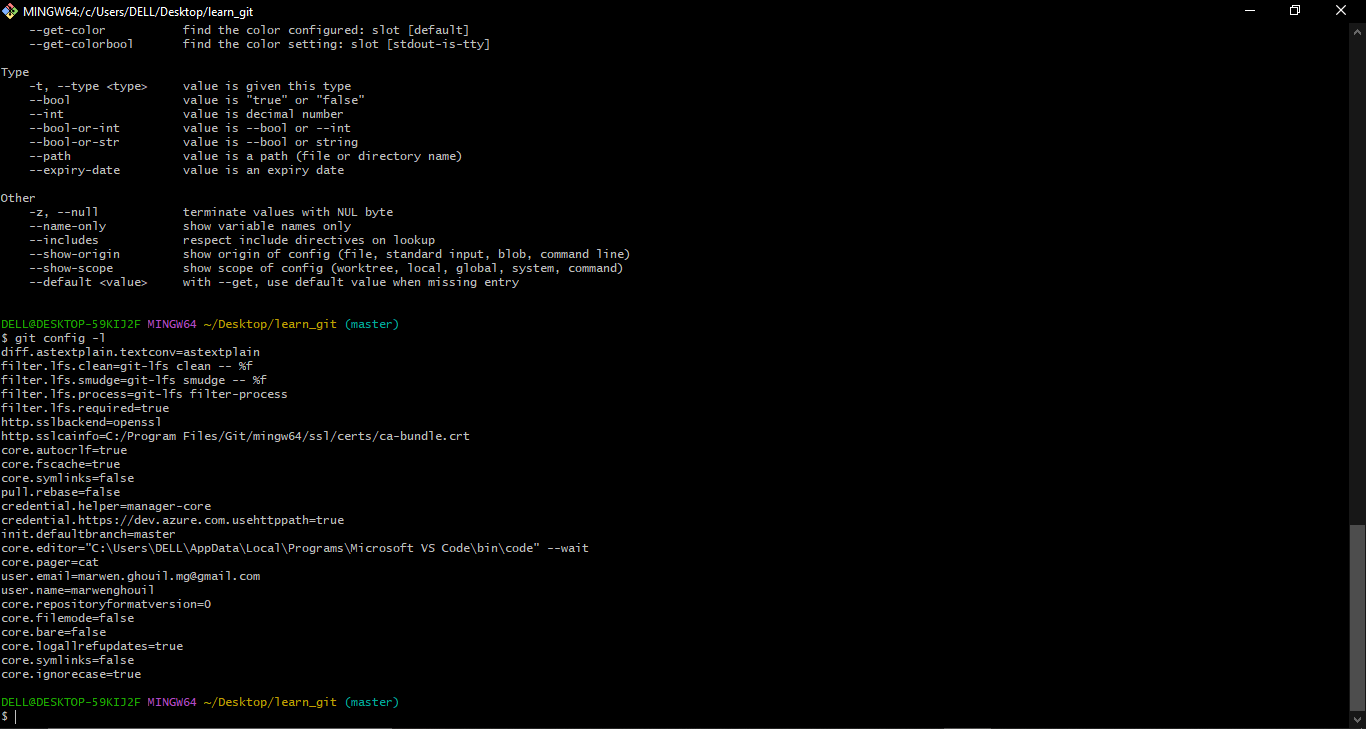 MINGW64:/c/Users/DELL/Desktop/learn_git
--get-color find the color configured: slot [default]
--get-colorbool find the color setting: slot [stdout-is-tty]
Type
-t, --type <type> value is given this type
--bool value is "true" or "false"
--int value is decimal number
--bool-or-int value is --bool or --int
--bool-or-str value is --bool or string
--path value is a path (file or directory name)
--expiry-date value is an expiry date
Other
-z, --null terminate values with NUL byte
--name-only show variable names only
--includes respect include directives on lookup
--show-origin show origin of config (file, standard input, blob, command line)
--show-scope show scope of config (worktree, local, global, system, command)
--default <value> with --get, use default value when missing entry
DELL@DESKTOP-59KIJ2F MINGW64 ~/Desktop/learn_git (master)
$ git config -l
diff.astextplain.textconv=astextplain
filter.lfs.clean=git-lfs clean -- %f
filter.lfs.smudge=git-lfs smudge -- %f
filter.lfs.process=git-lfs filter-process
filter.lfs.required=true
http.sslbackend=openssl
http.sslcainfo=C:/Program Files/Git/mingw64/ssl/certs/ca-bundle.crt
core.autocrlf=true
core.fscache=true
core.symlinks=false
pull.rebase=false
credential.helper=manager-core
credential.https://dev.azure.com.usehttppath=true
init.defaultbranch=master
core.editor="C:\Users\DELL\AppData\Local\Programs\Microsoft VS Code\bin\code" --wait
core.pager=cat
user.email=marwen.ghouil.mg@gmail.com
user.name=marwenghouil
core.repositoryformatversion=0
core.filemode=false
core.bare=false
core.logallrefupdates=true
core.symlinks=false
core.ignorecase=true
DELL@DESKTOP-59KIJ2F MINGW64 ~/Desktop/learn_git (master)
$